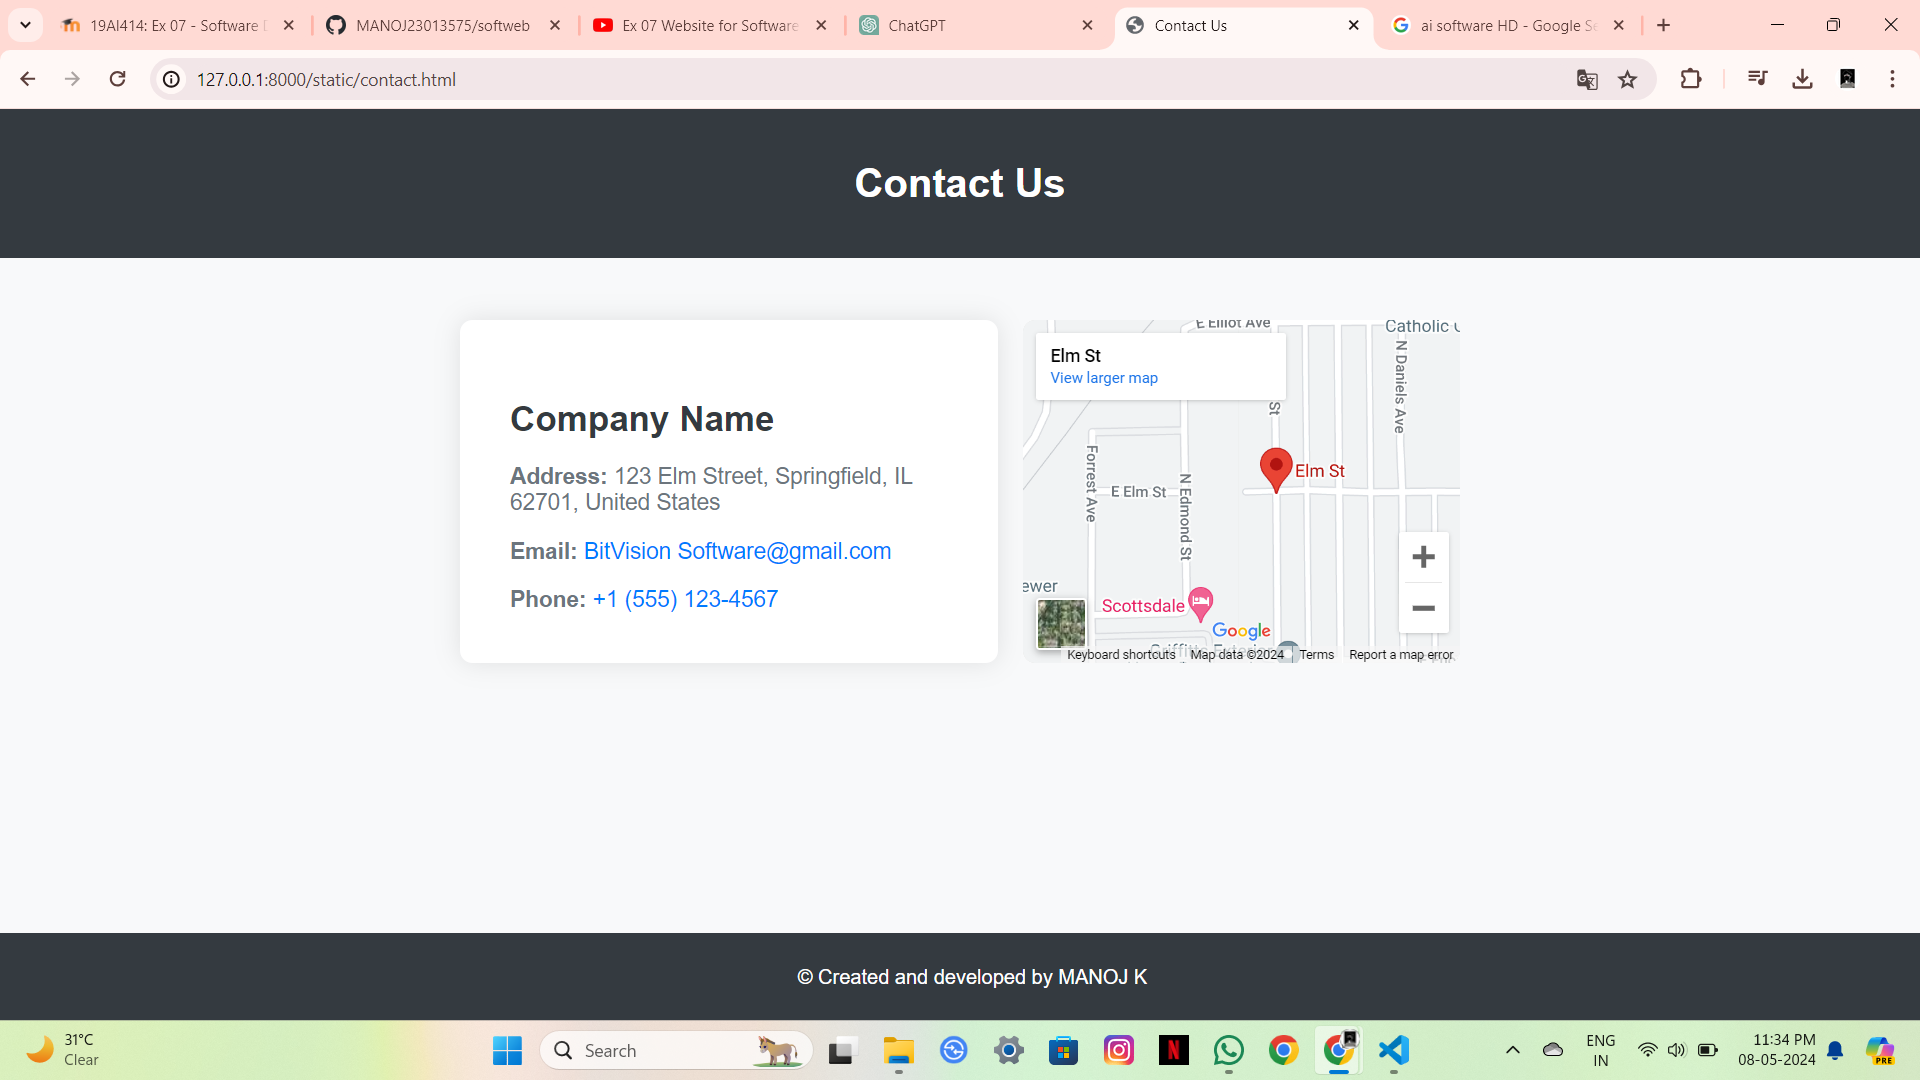 19AI414: Ex 07 - Software D
MANOJ23013575/softweb
Ex 07 Website for Software
ChatGPT
Contact Us
ai software HD - Google Se
127.0.0.1:8000/static/contact.html
Contact Us
Company Name
Address: 123 Elm Street, Springfield, IL
62701, United States
Email: BitVision Software@gmail.com
Phone: +1 (555) 123-4567
E Elliot Ave
Catholic
Elm St
View larger map
St
N Daniels Ave
Forrest Ave
E Elm St
N Edmond St
Elm St
ewer
Scottsdale
Google
Griffitts Exterior
Keyboard shortcuts
Map data ©2024
Terms
Report a map error
© Created and developed by MANOJ K
31°C
Clear
Search
PRE
ENG
IN
11:34 PM
08-05-2024